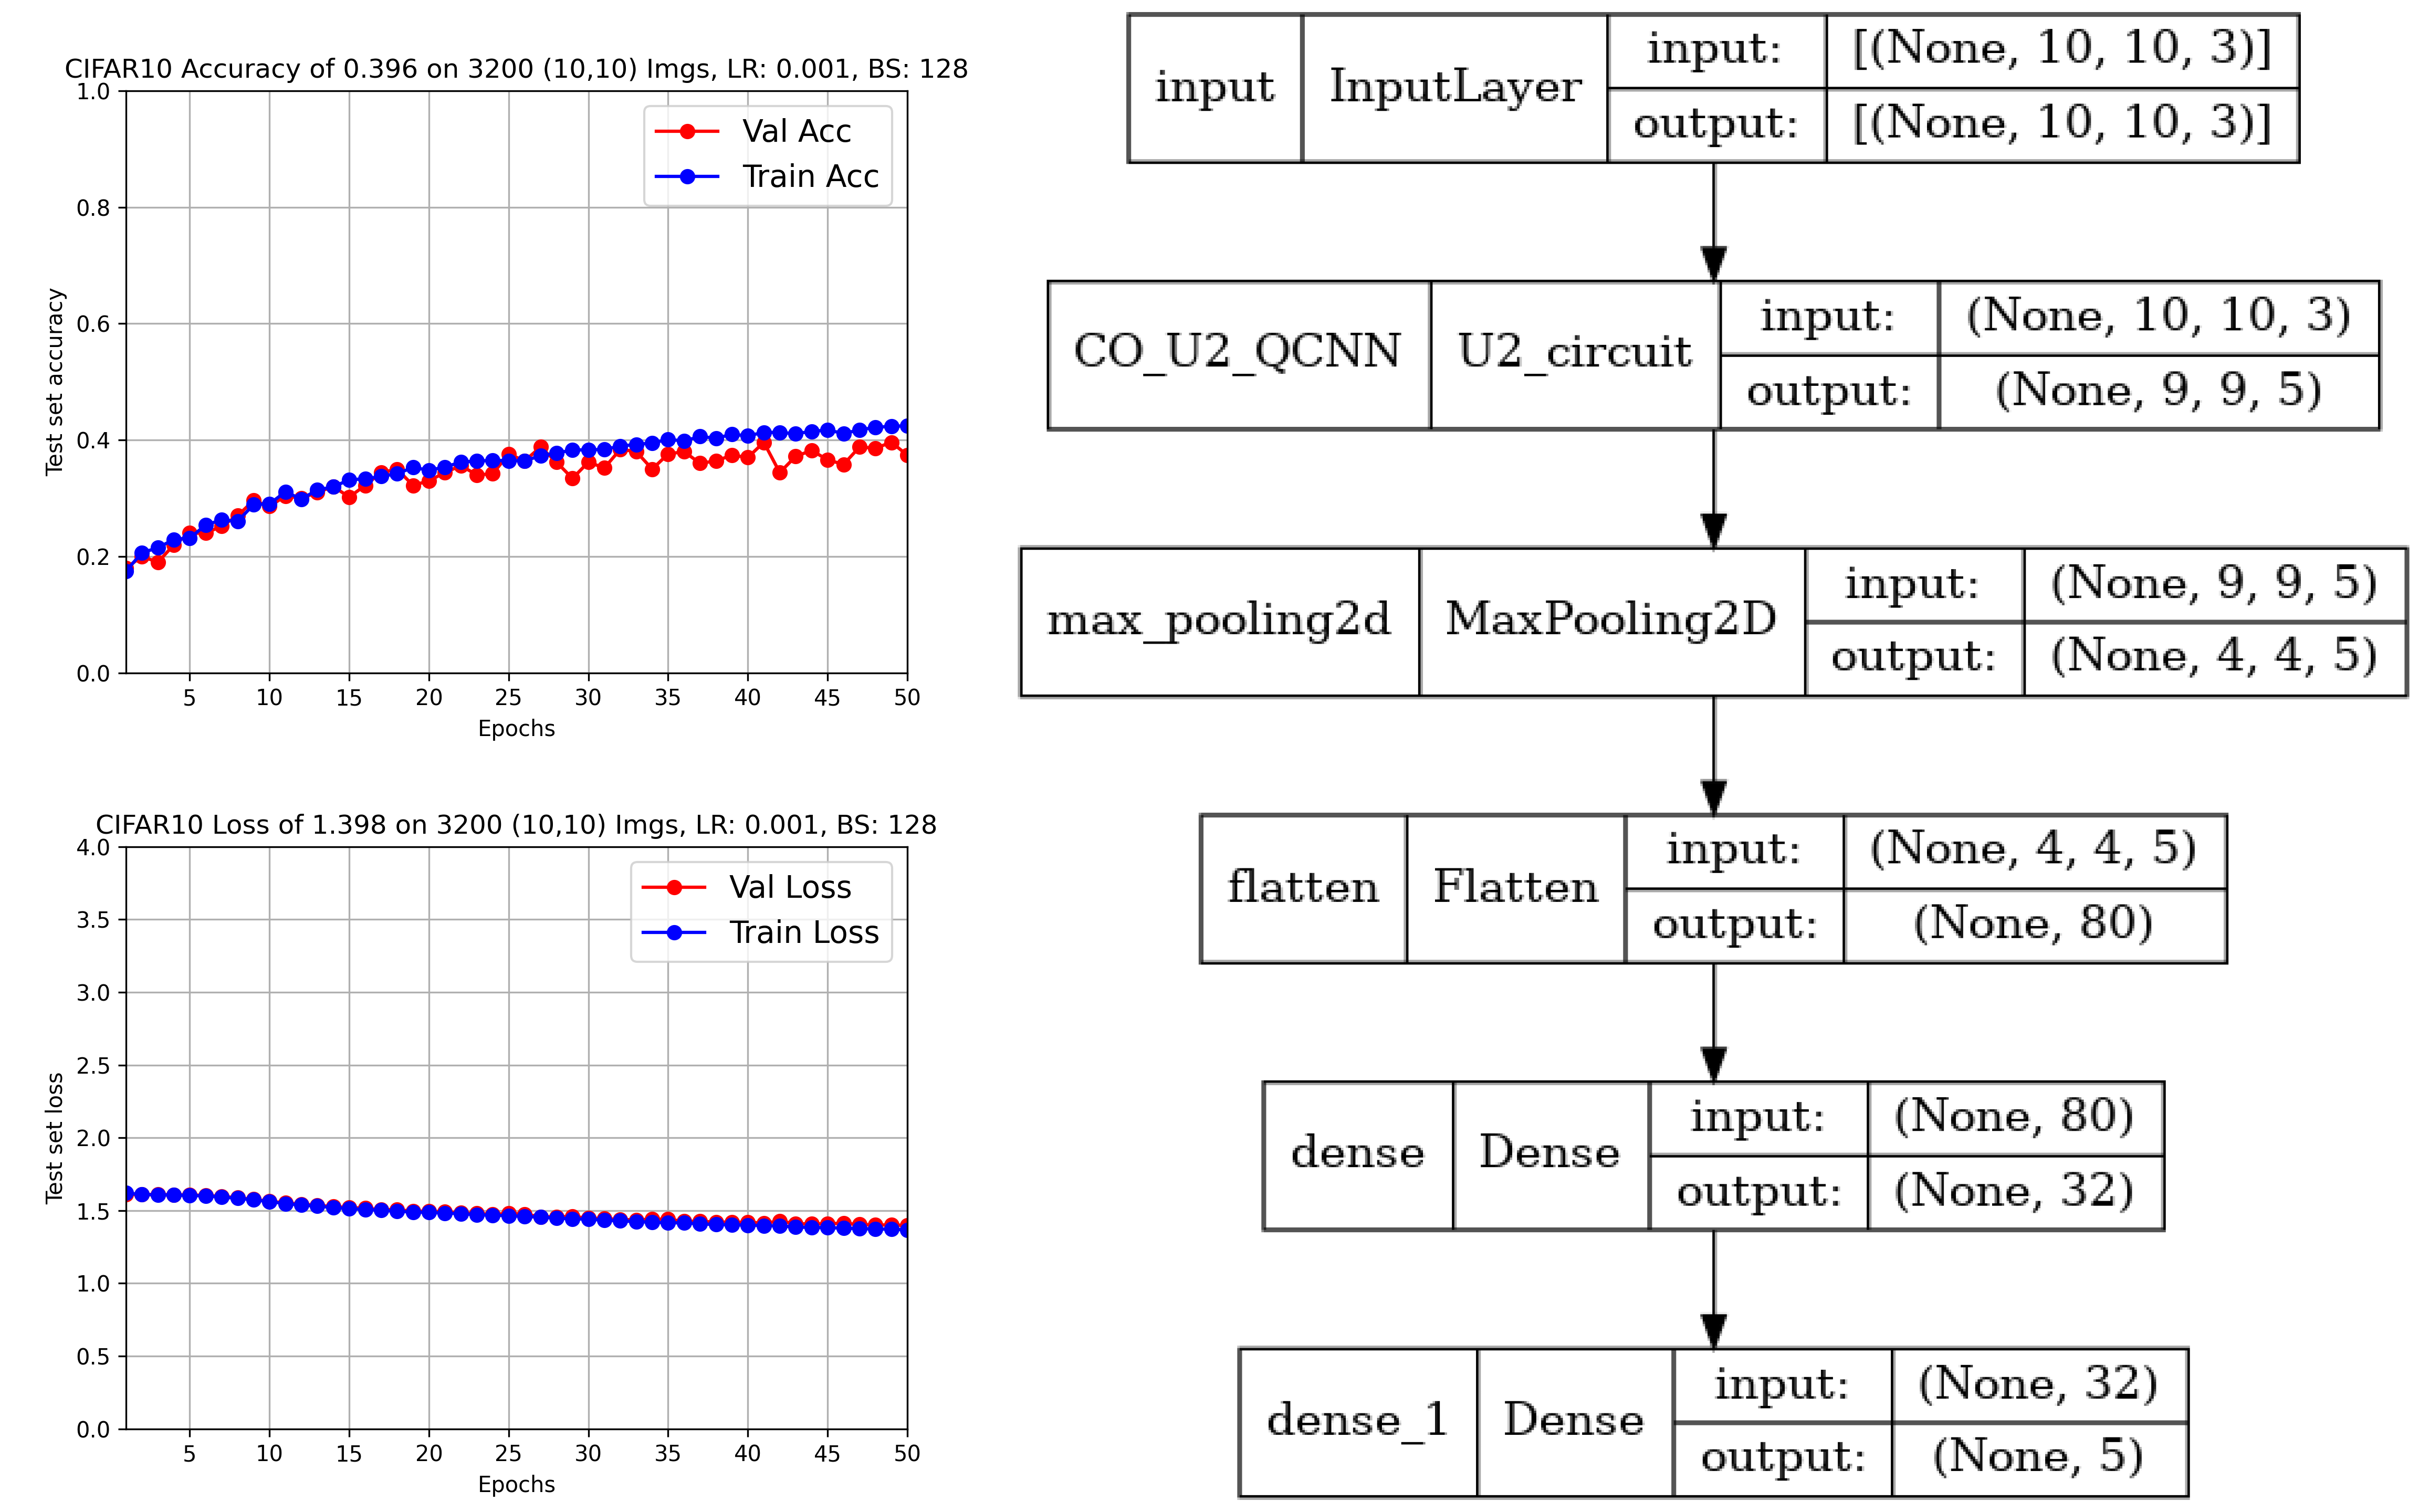 CIFAR10 Accuracy of 0.396 on 3200 (10,10) Imgs, LR: 0.001, BS: 128
Val Acc
Train Acc
Test set accuracy
1.0
0.8
0.6
0.4
0.2
0.0
5 10 15 20 25 30 35 40 45 50
Epochs
CIFAR10 Loss of 1.398 on 3200 (10,10) Imgs, LR: 0.001, BS: 128
Val Loss
Train Loss
Test set loss
4.0
3.5
3.0
2.5
2.0
1.5
1.0
0.5
0.0
5 10 15 20 25 30 35 40 45 50
Epochs
input InputLayer
input: [(None, 10, 10, 3)]
output: [(None, 10, 10, 3)]
CO_U2_QCNN U2_circuit
input: (None, 10, 10, 3)
output: (None, 9, 9, 5)
max_pooling2d MaxPooling2D
input: (None, 9, 9, 5)
output: (None, 4, 4, 5)
flatten Flatten
input: (None, 4, 4, 5)
output: (None, 80)
dense Dense
input: (None, 80)
output: (None, 32)
dense_1 Dense
input: (None, 32)
output: (None, 5)